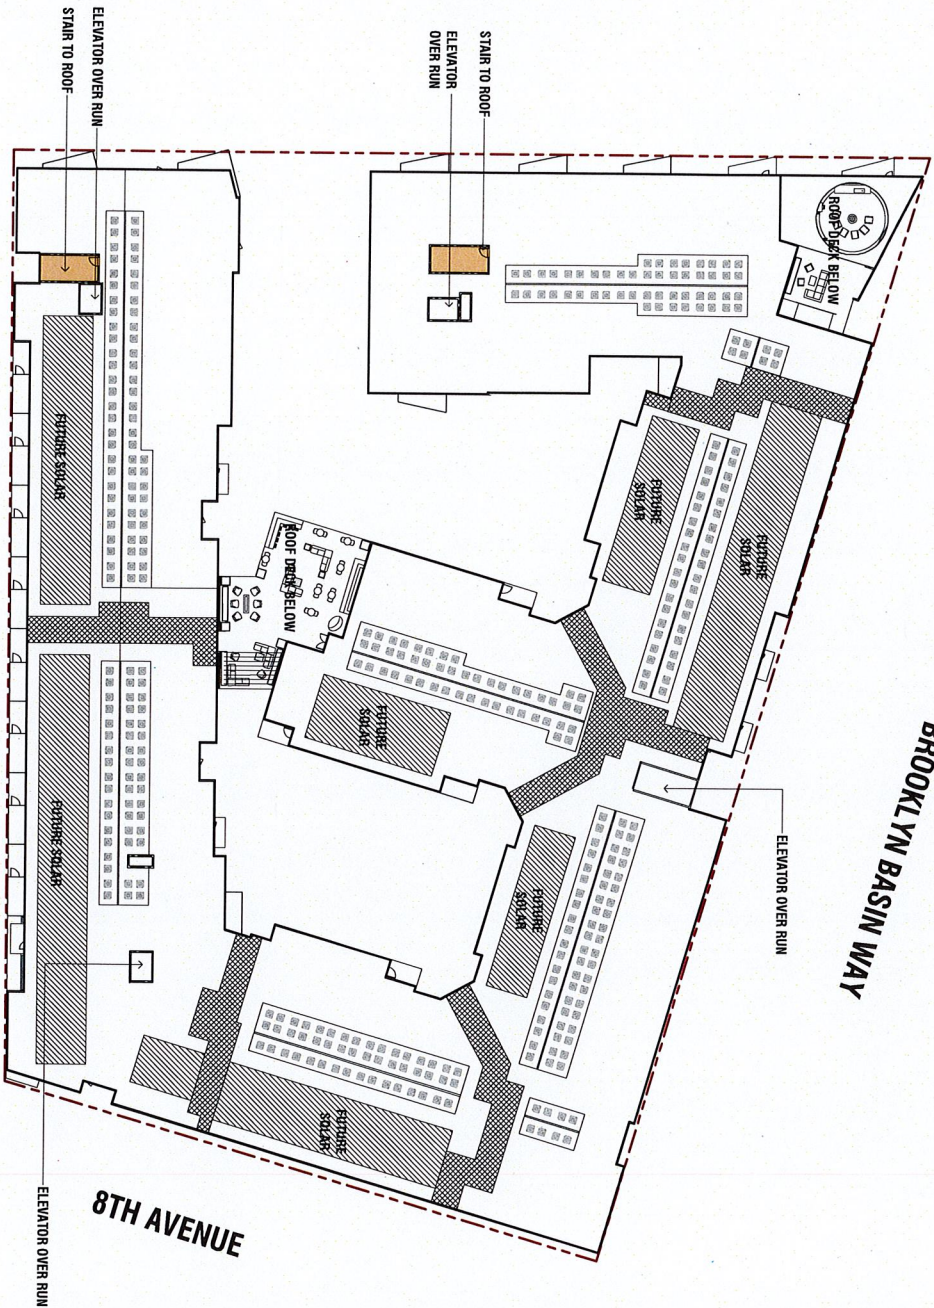 ELEVATOR OVER RUN
STAIR TO ROOF
STAIR TO ROOF
ELEVATOR
OVER RUN
ROOF DECK BELOW
FUTURE SOLAR
FUTURE
SOLAR
FUTURE
SOLAR
ROOF DECK BELOW
FUTURE
SOLAR
BROOKLYN BASIN WAY
ELEVATOR OVER RUN
FUTURE SOLAR
FUTURE
SOLAR
FUTURE
SOLAR
8TH AVENUE
ELEVATOR OVER RUN